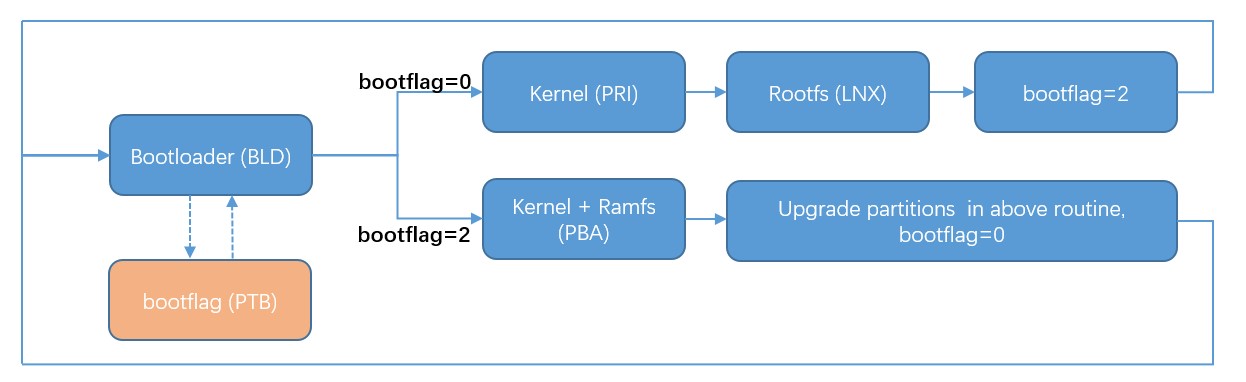 bootflag=0
Kernel (PRI)
Rootfs (LNX)
bootflag=2
Bootloader (BLD)
Kernel + Ramfs
(PBA)
Upgrade partitions  in above routine,
bootflag=0
bootflag=2
bootflag (PTB)